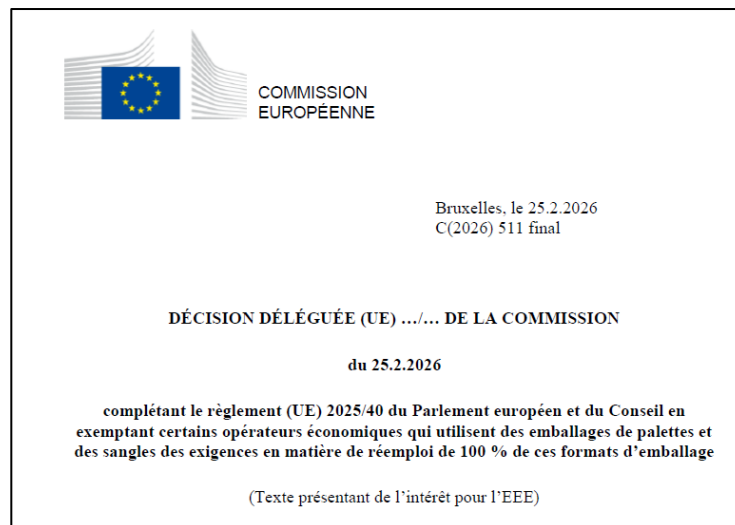 COMMISSION
EUROPÉENNE
Bruxelles, le 25.2.2026
C(2026) 511 final
DÉCISION DÉLÉGUÉE (UE) …/… DE LA COMMISSION
du 25.2.2026
complétant le règlement (UE) 2025/40 du Parlement européen et du Conseil en
exemptant certains opérateurs économiques qui utilisent des emballages de palettes et
des sangles des exigences en matière de réemploi de 100 % de ces formats d’emballage
(Texte présentant de l’intérêt pour l’EEE)